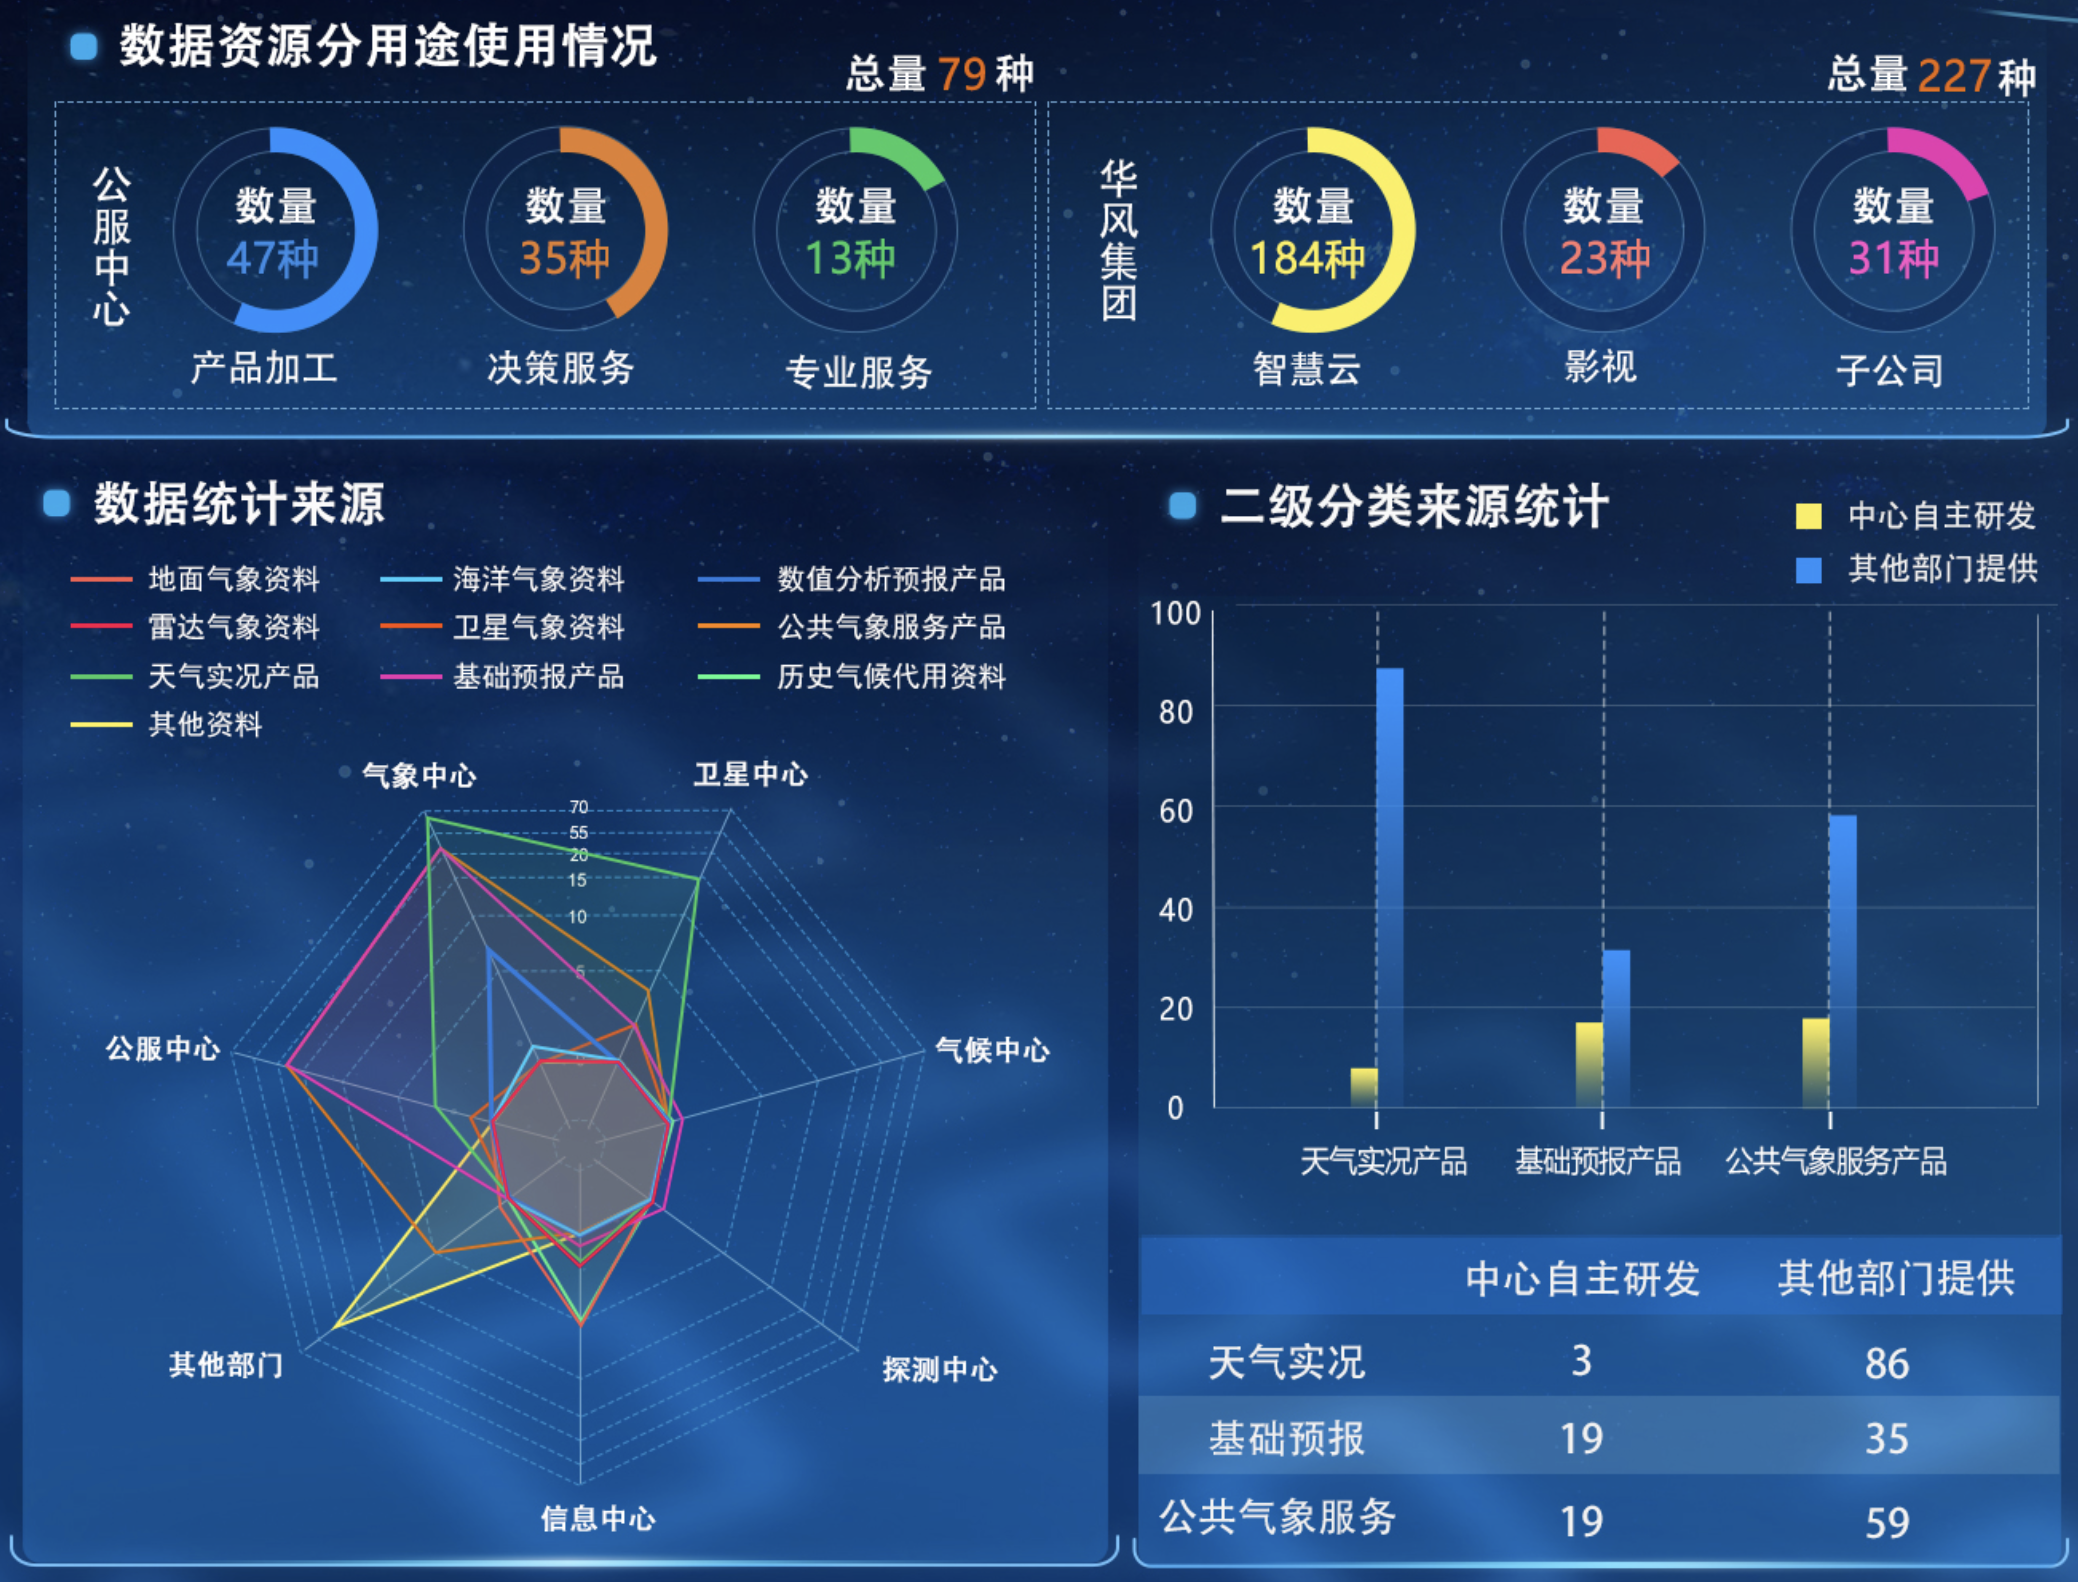 数据资源分用途使用情况
总量 79 种
总量 227 种
公服中心
数量
47种
产品加工
数量
35种
决策服务
数量
13种
专业服务
华风集团
数量
184种
智慧云
数量
23种
影视
数量
31种
子公司
数据统计来源
地面气象资料
海洋气象资料
数值分析预报产品
雷达气象资料
卫星气象资料
公共气象服务产品
天气实况产品
基础预报产品
历史气候代用资料
其他资料
气象中心
卫星中心
70
55
20
15
10
5
公服中心
气候中心
其他部门
探测中心
信息中心
二级分类来源统计
中心自主研发
其他部门提供
100
80
60
40
20
0
天气实况产品
基础预报产品
公共气象服务产品
中心自主研发 其他部门提供
天气实况 3 86
基础预报 19 35
公共气象服务 19 59